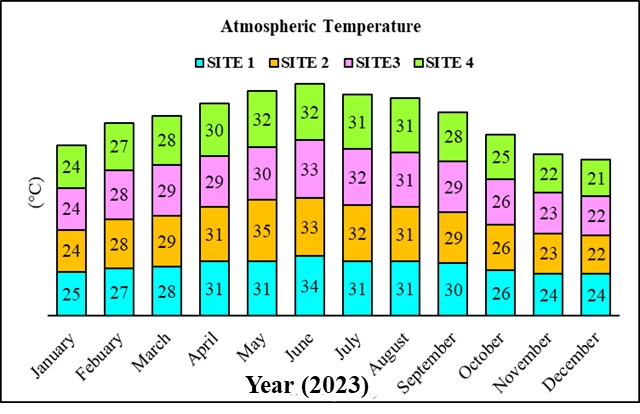 Atmospheric Temperature
SITE 1 SITE 2 SITE3 SITE 4
24 27 28 30 32 32 31 31 28 25 22 21
24 28 29 29 30 33 32 31 29 26 23 22
24 28 29 31 35 33 32 31 29 26 23 22
25 27 28 31 31 34 31 31 30 26 24 24
(°C)
January Febuary March April May June July August September October November December
Year (2023)